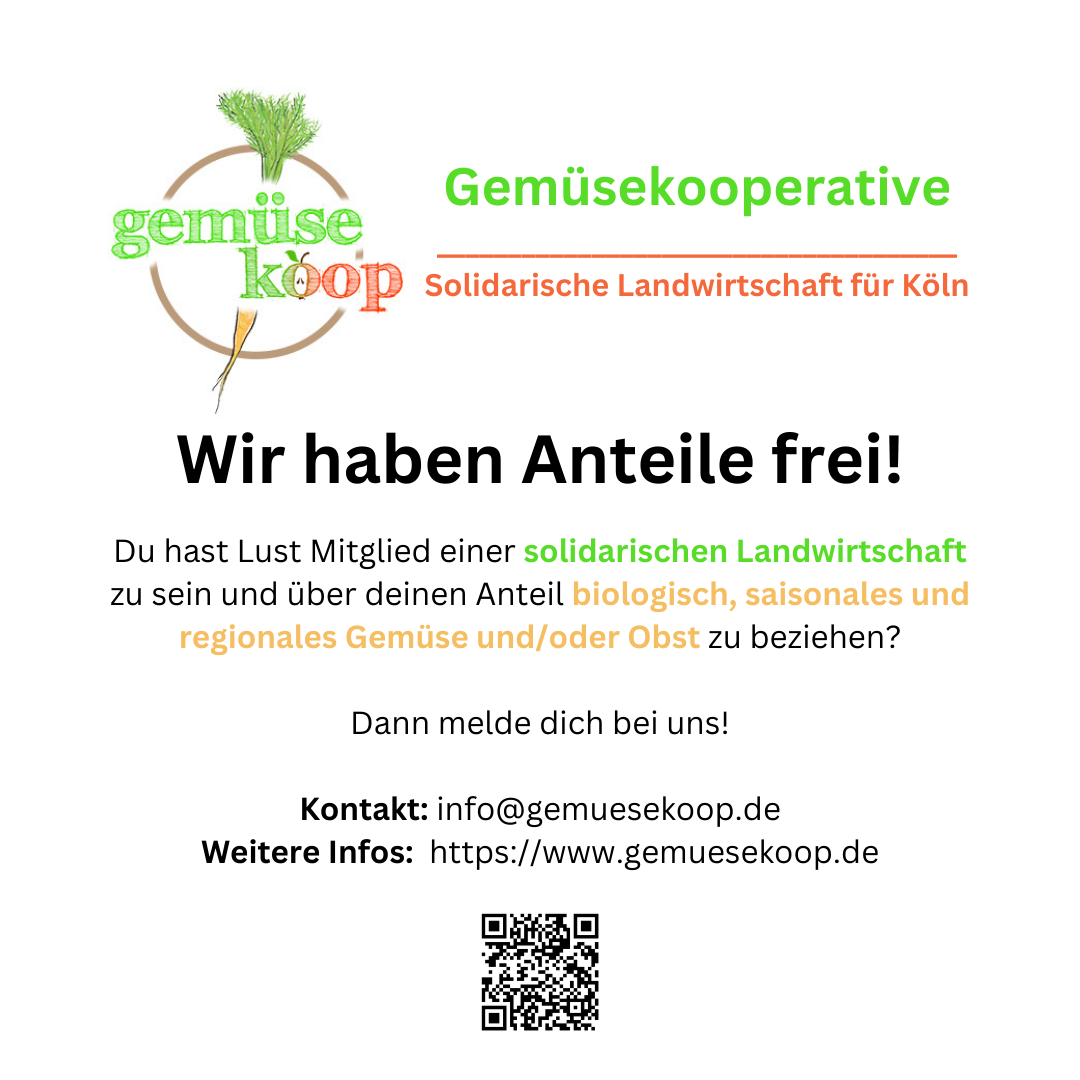 gemüse
koop
Gemüsekooperative
Solidarische Landwirtschaft für Köln
Wir haben Anteile frei!
Du hast Lust Mitglied einer solidarischen Landwirtschaft
zu sein und über deinen Anteil biologisch, saisonales und
regionales Gemüse und/oder Obst zu beziehen?
Dann melde dich bei uns!
Kontakt: info@gemuesekoop.de
Weitere Infos: https://www.gemuesekoop.de